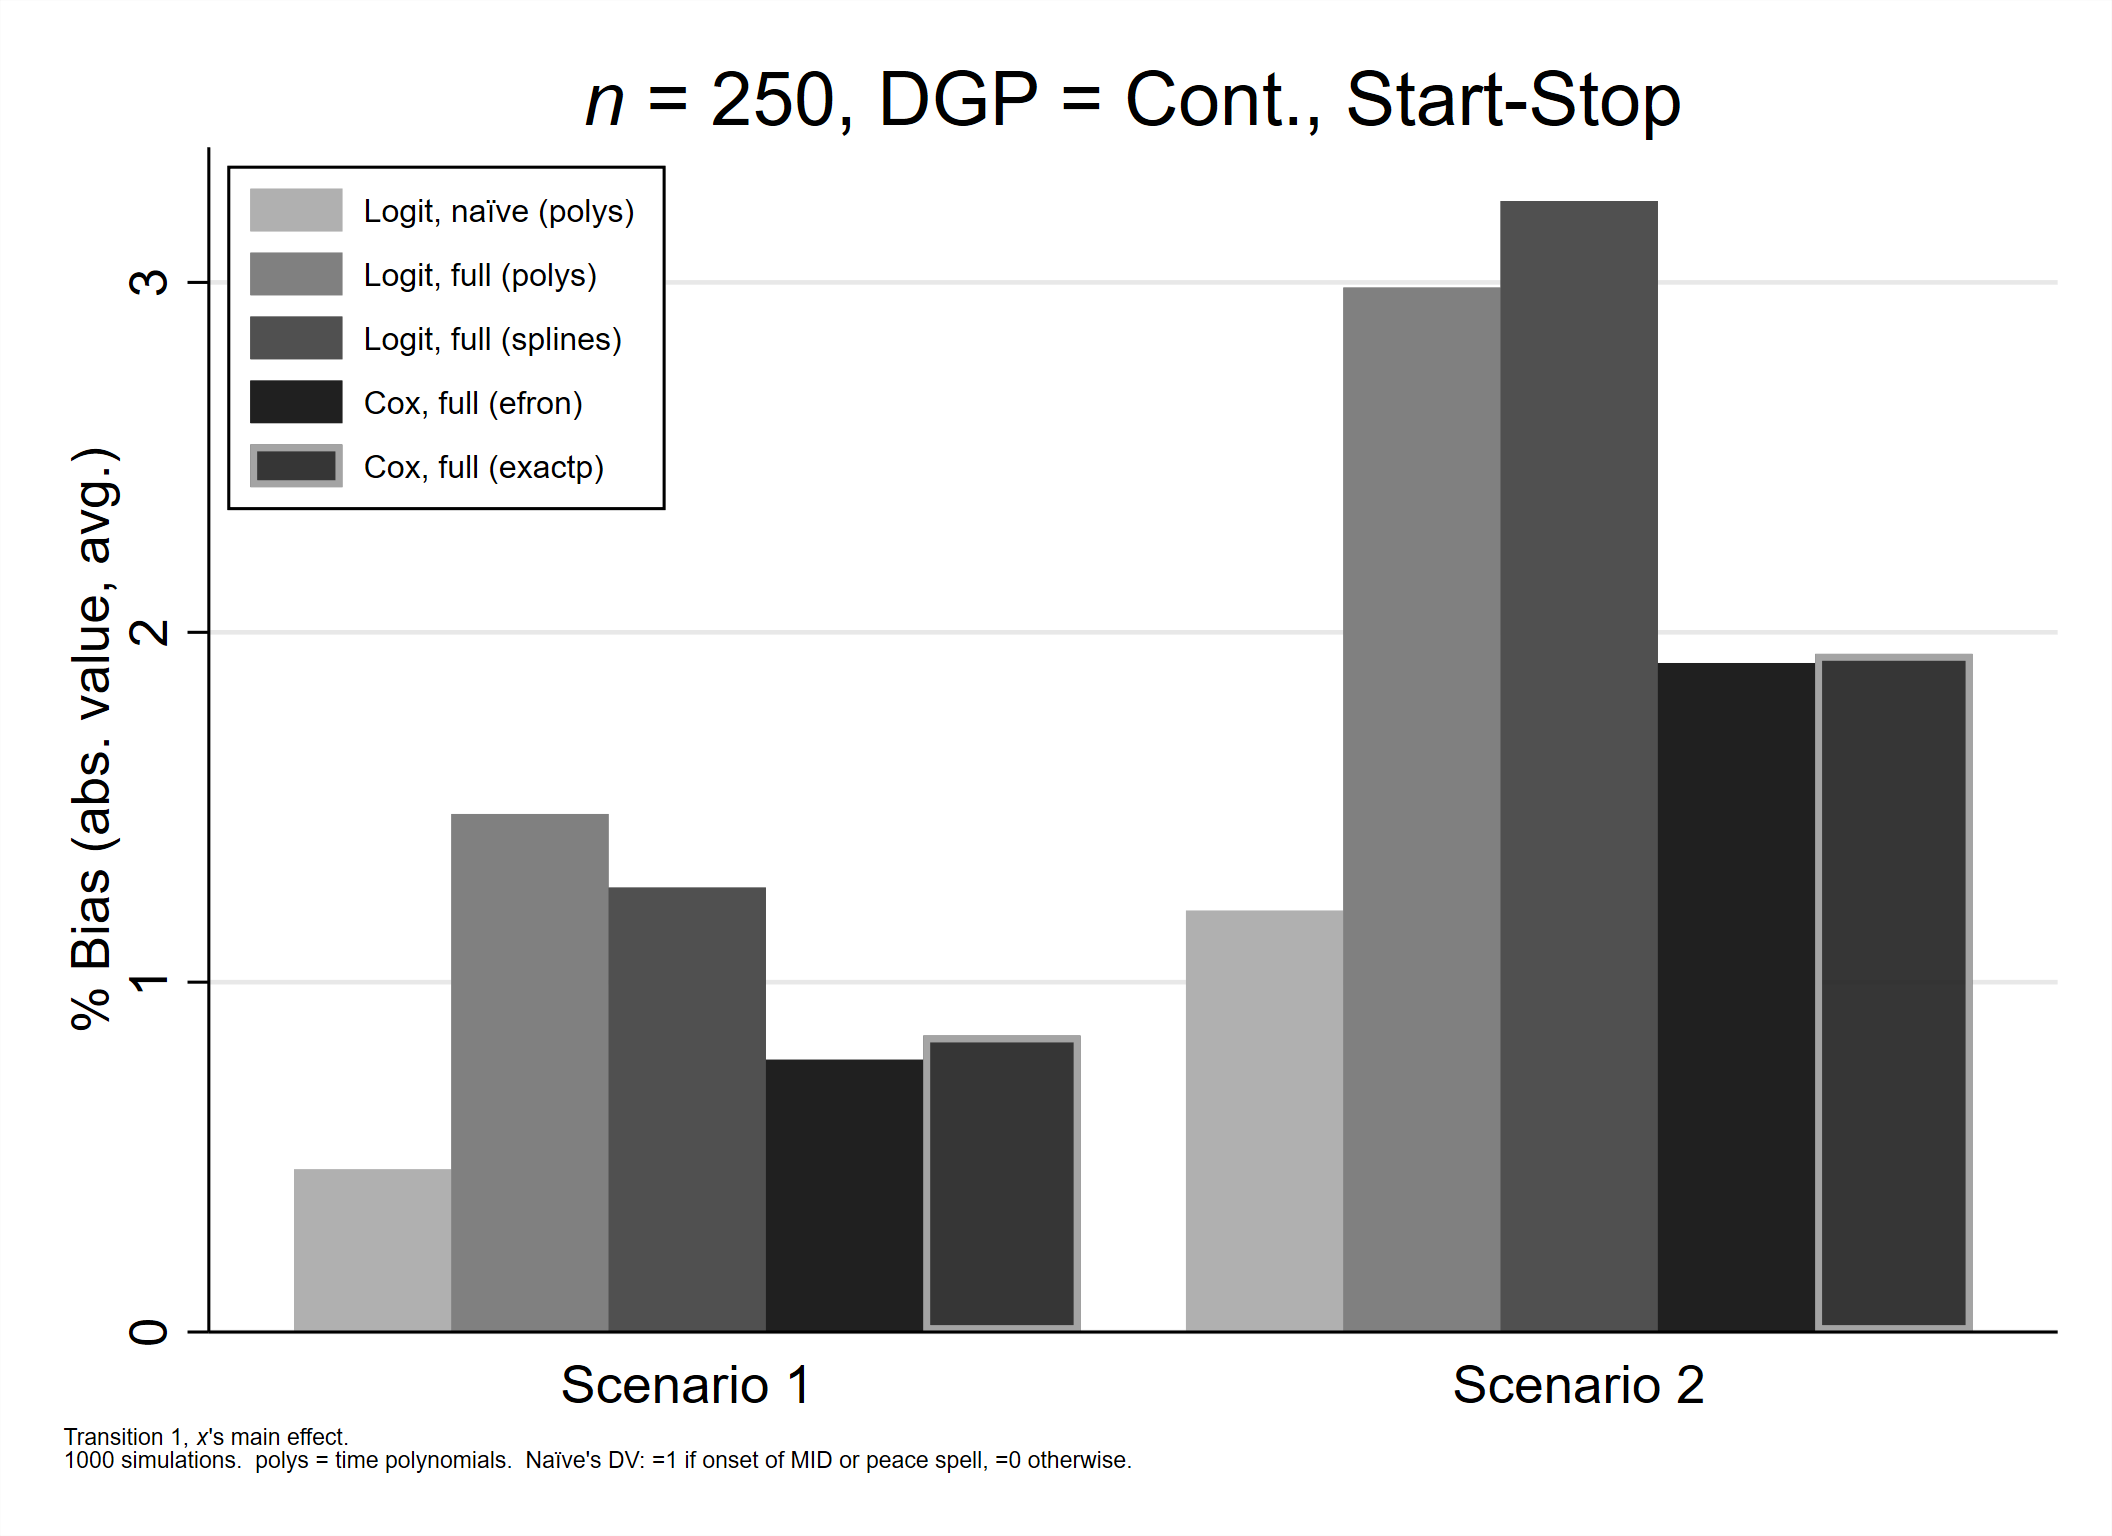 n = 250, DGP = Cont., Start-Stop
Logit, naïve (polys)
Logit, full (polys)
Logit, full (splines)
Cox, full (efron)
Cox, full (exactp)
% Bias (abs. value, avg.)
3
2
1
0
Scenario 1
Scenario 2
Transition 1, x's main effect.
1000 simulations.  polys = time polynomials.  Naïve's DV: =1 if onset of MID or peace spell, =0 otherwise.